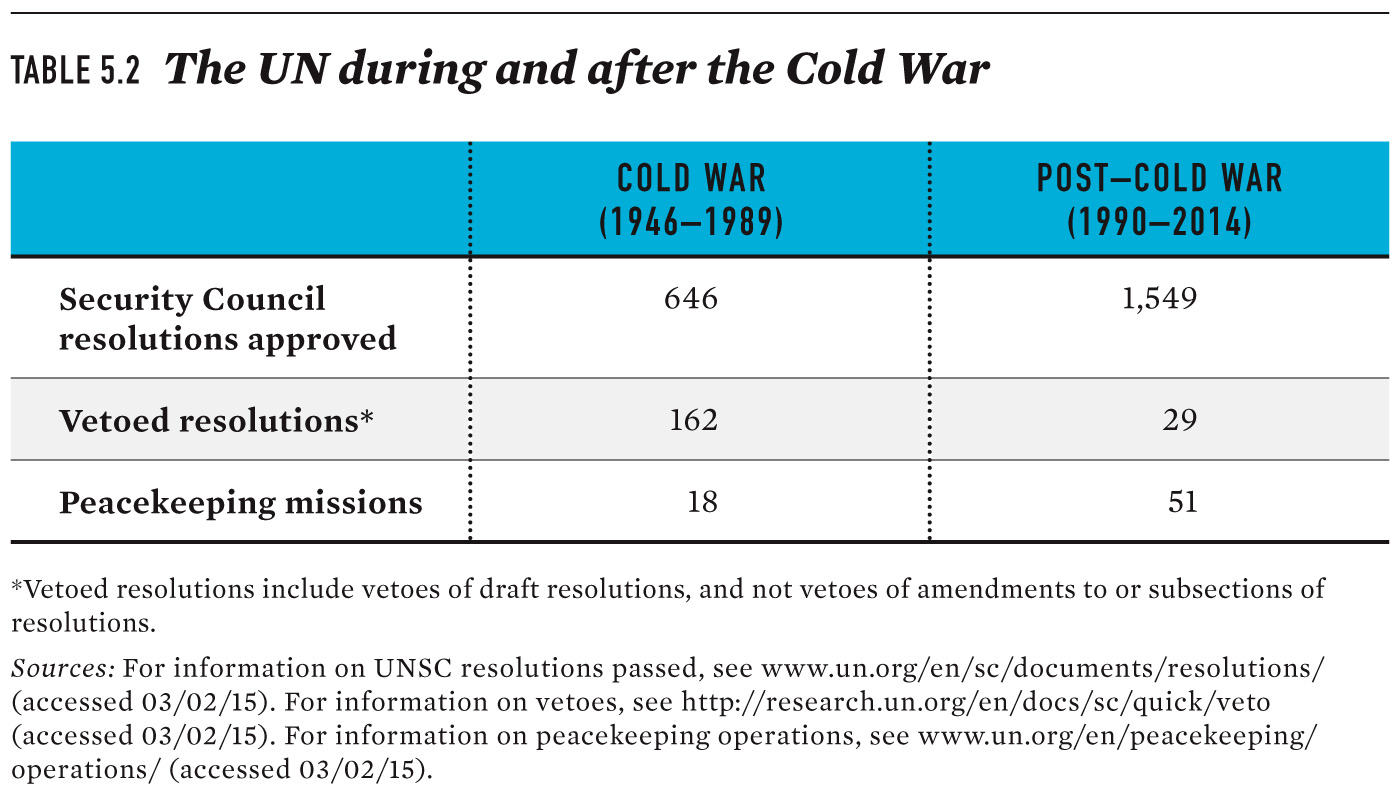 TABLE 5.2 The UN during and after the Cold War
COLD WAR POST–COLD WAR
(1946–1989) (1990–2014)
Security Council 646 1,549
resolutions approved
Vetoed resolutions* 162 29
Peacekeeping missions 18 51
*Vetoed resolutions include vetoes of draft resolutions, and not vetoes of amendments to or subsections of
resolutions.
Sources: For information on UNSC resolutions passed, see www.un.org/en/sc/documents/resolutions/
(accessed 03/02/15). For information on vetoes, see http://research.un.org/en/docs/sc/quick/veto
(accessed 03/02/15). For information on peacekeeping operations, see www.un.org/en/peacekeeping/
operations/ (accessed 03/02/15).